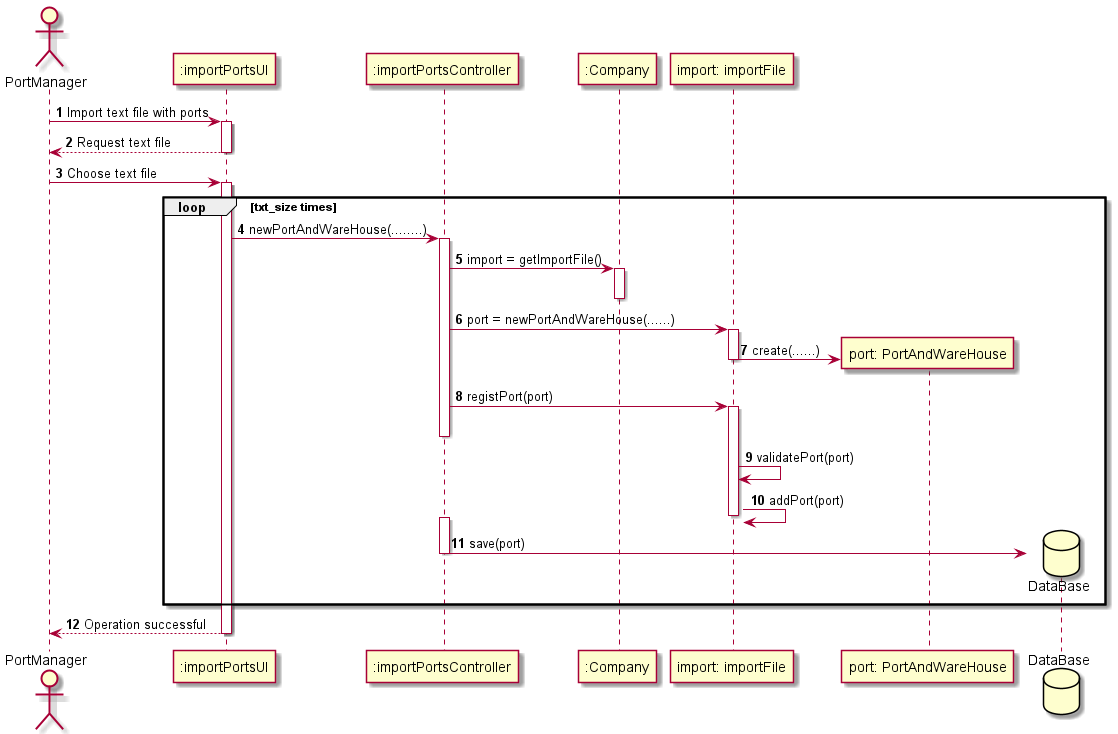 PortManager
:importPortsUI
:importPortsController
:Company
import: importFile
1 Import text file with ports
2 Request text file
3 Choose text file
loop [txt_size times]
4 newPortAndWareHouse(........)
5 import = getImportFile()
6 port = newPortAndWareHouse(......)
7 create(......)
port: PortAndWareHouse
8 registPort(port)
9 validatePort(port)
10 addPort(port)
11 save(port)
DataBase
12 Operation successful
PortManager
:importPortsUI
:importPortsController
:Company
import: importFile
port: PortAndWareHouse
DataBase